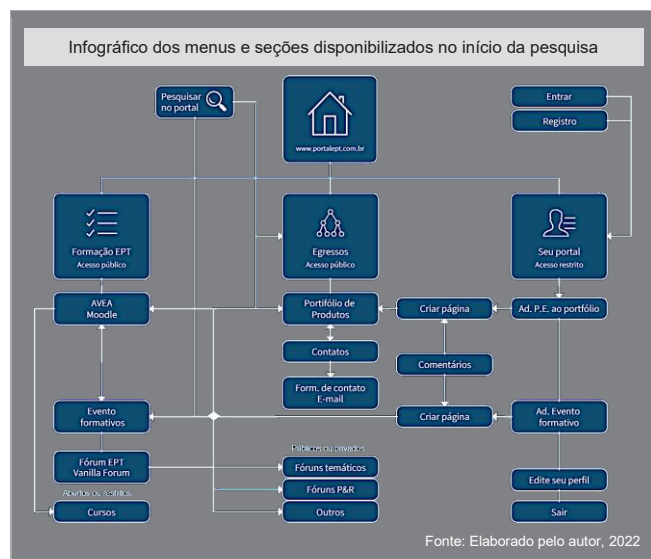 Infográfico dos menus e seções disponibilizados no início da pesquisa
Pesquisar
no portal
www.portalept.com.br
Entrar
Registro
Formação EPT
Acesso público
Egressos
Acesso público
Seu portal
Acesso restrito
AVEA
Moodle
Portifólio de
Produtos
Criar página
Ad. P.E. ao portfólio
Contatos
Comentários
Form. de contato
E-mail
Evento
formativos
Criar página
Ad. Evento
formativo
Públicos ou privados
Fórum EPT
Vanilla Forum
Fóruns temáticos
Edite seu perfil
Abertos ou restritos
Fóruns P&R
Cursos
Outros
Sair
Fonte: Elaborado pelo autor, 2022